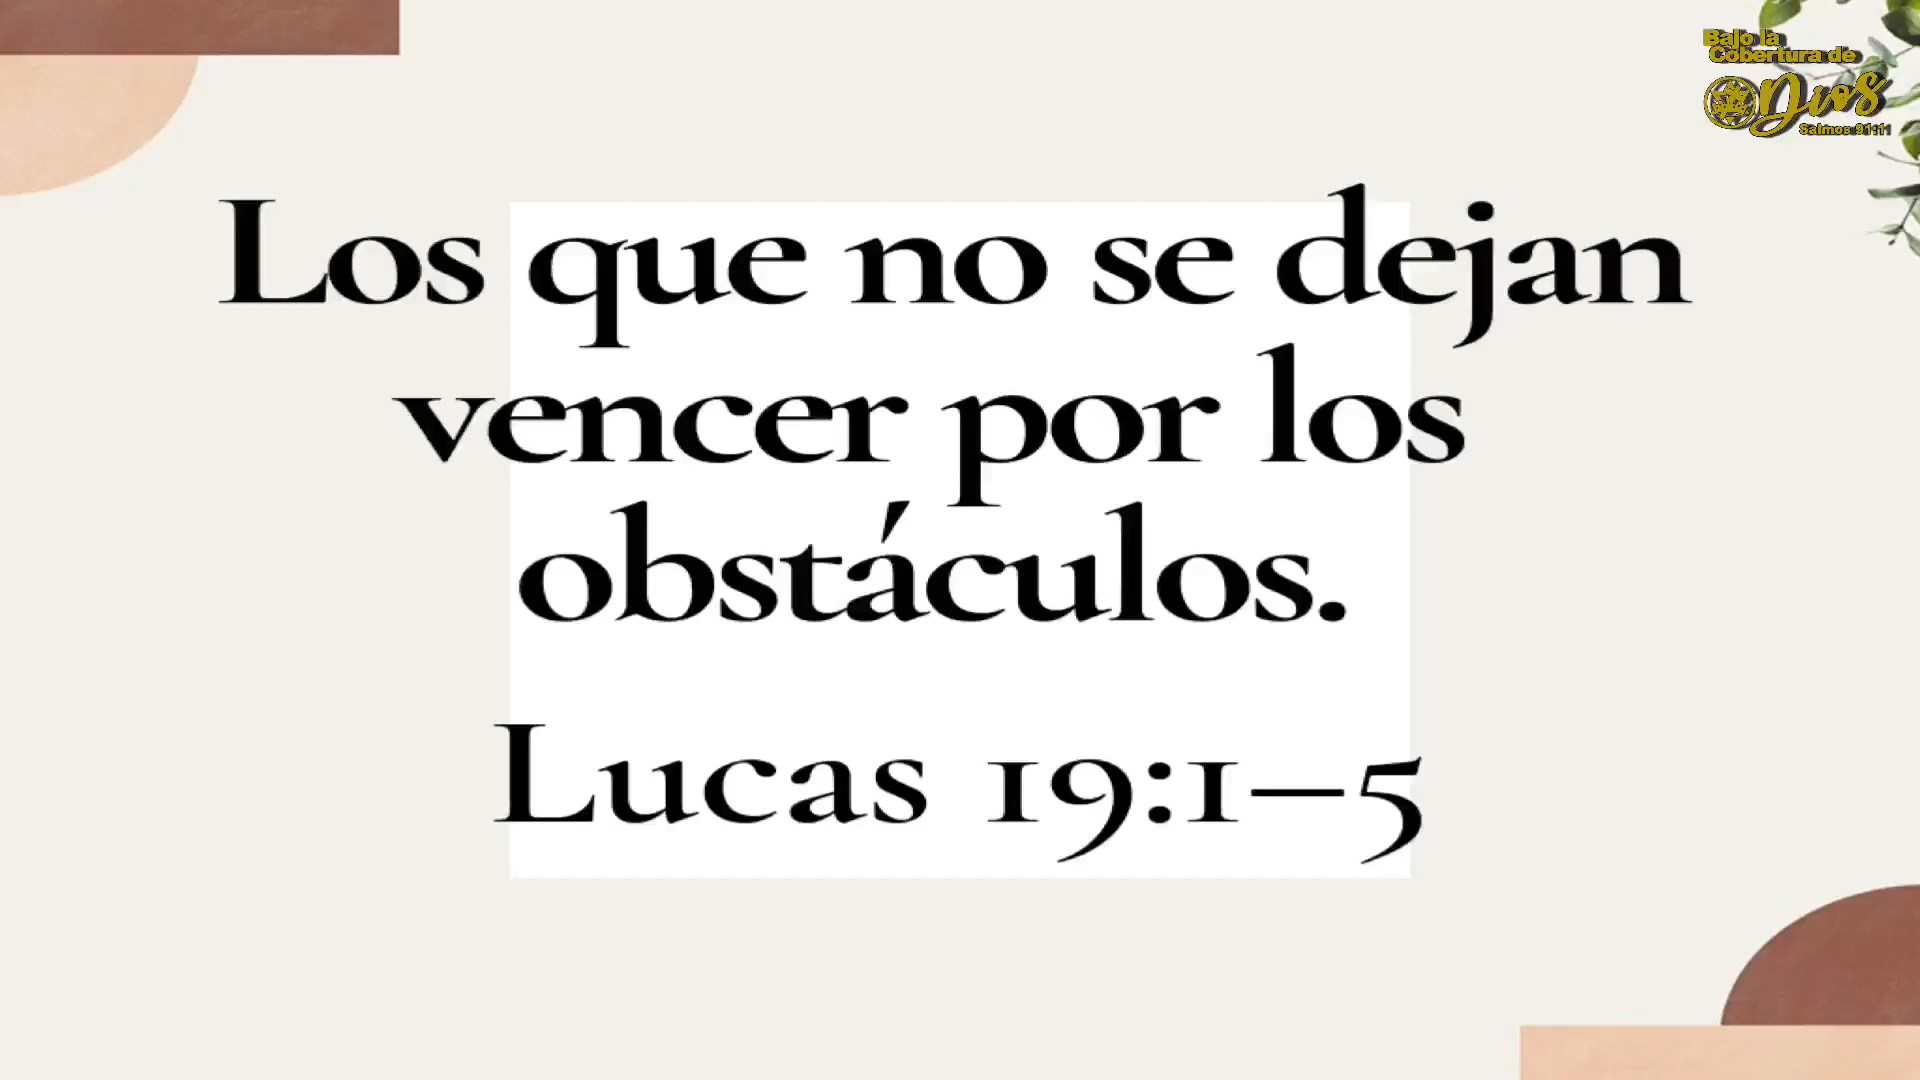 Bajo la
Cobertura de
Dios
Salmos 91:11
Los que no se dejan
vencer por los
obstáculos.
Lucas 19:1–5